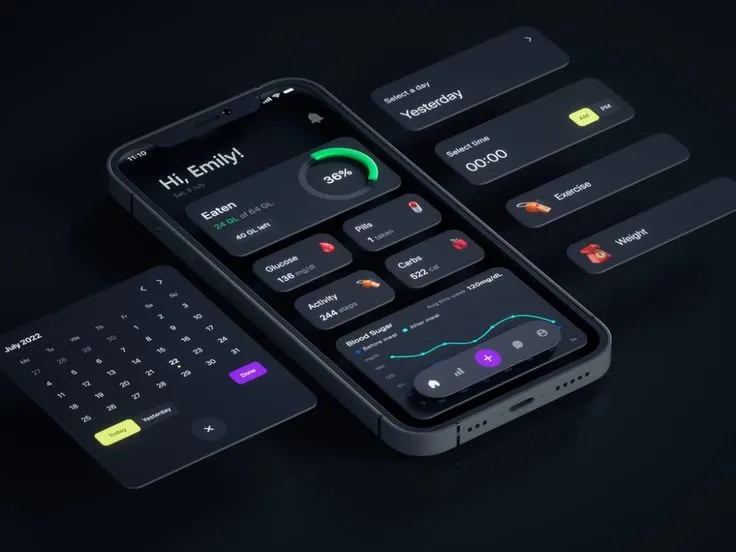 11:10
Hi, Emily!
Sat, 9 July
Eaten
24 GL of 64 GL
40 GL left
36%
Pills
1 taken
Glucose
136 mg/dl
Carbs
522 cal
Activity
244 steps
Blood Sugar
Avg this week 120mg/dL
Before meal
After meal
Select a day
Yesterday
Select time
00:00
AM PM
Exercise
Weight
July 2022
Mo Tu We Th Fr Sa Su
27 28 29 30 1 2 3
4 5 6 7 8 9 10
11 12 13 14 15 16 17
18 19 20 21 22 23 24
25 26 27 28 29 30 31
Today Yesterday
Done